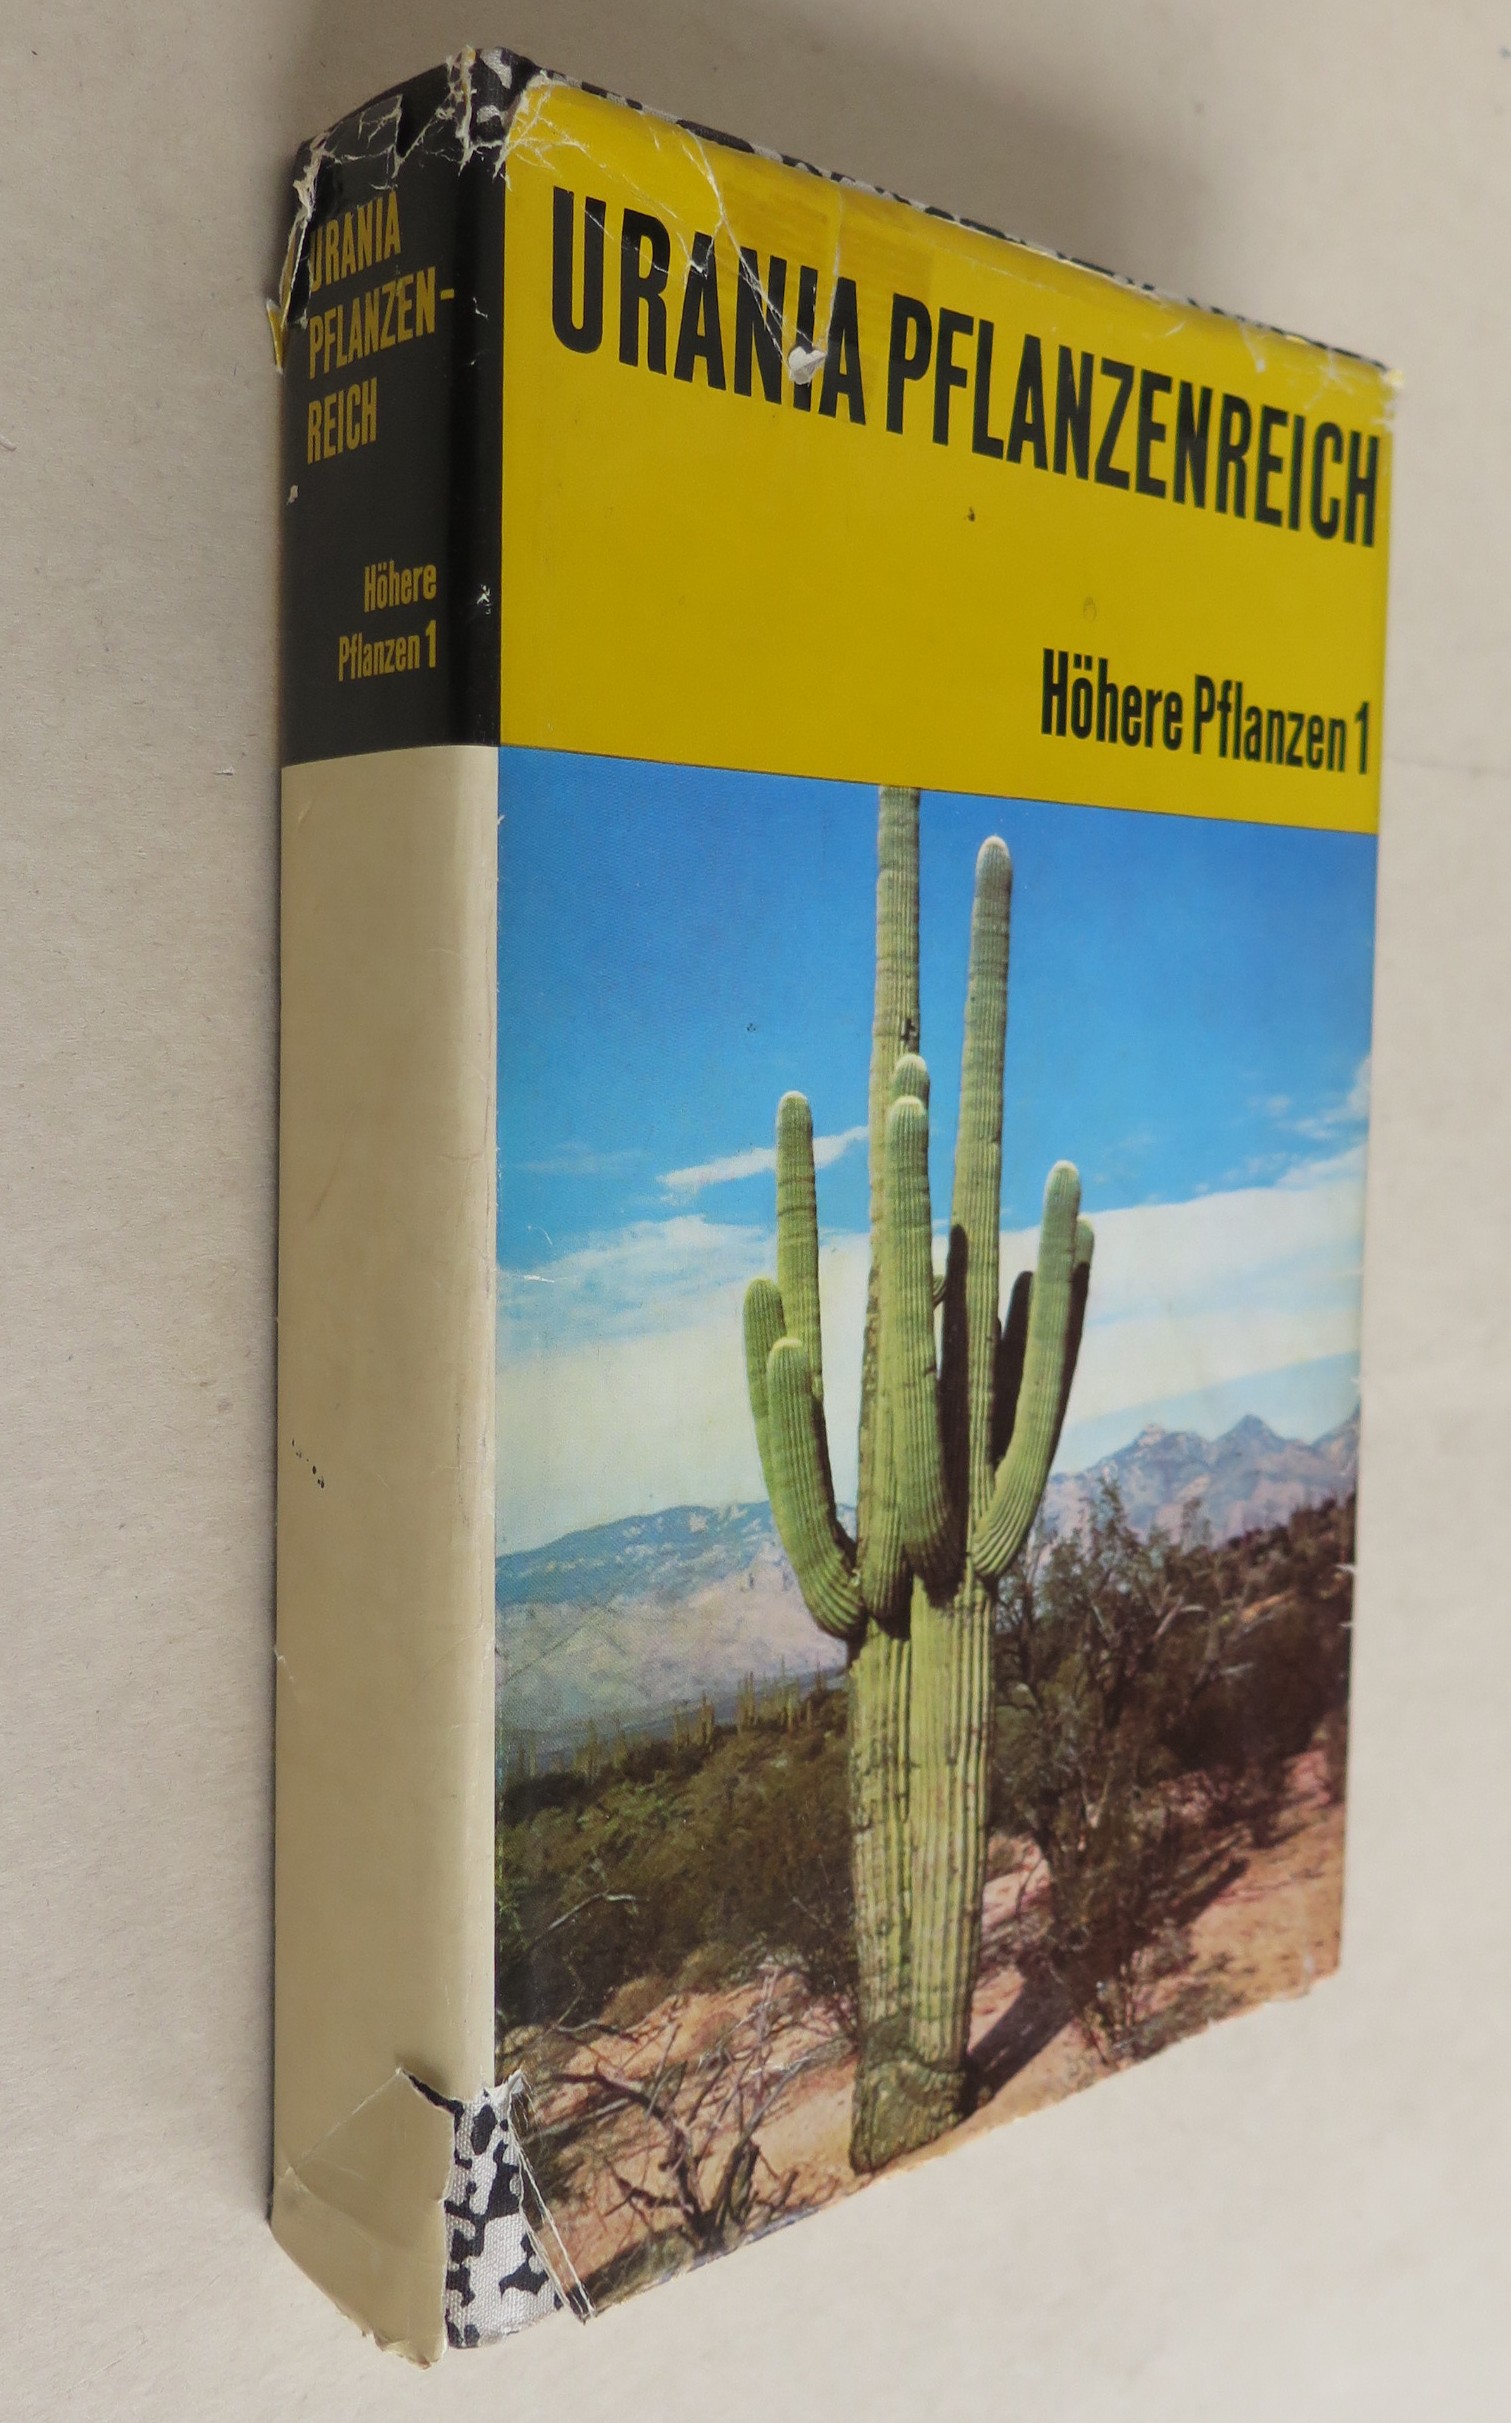 URANIA
PFLANZEN-
REICH
Höhere
Pflanzen 1
URANIA PFLANZENREICH
Höhere Pflanzen 1